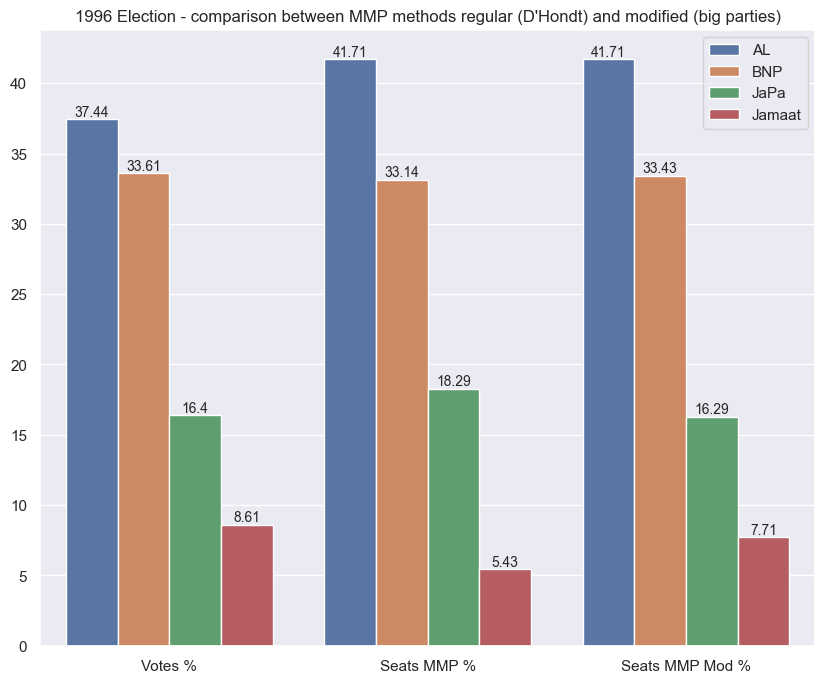 1996 Election - comparison between MMP methods regular (D'Hondt) and modified (big parties)
AL
BNP
JaPa
Jamaat
40
35
30
25
20
15
10
5
0
37.44
33.61
16.4
8.61
41.71
33.14
18.29
5.43
41.71
33.43
16.29
7.71
Votes %
Seats MMP %
Seats MMP Mod %